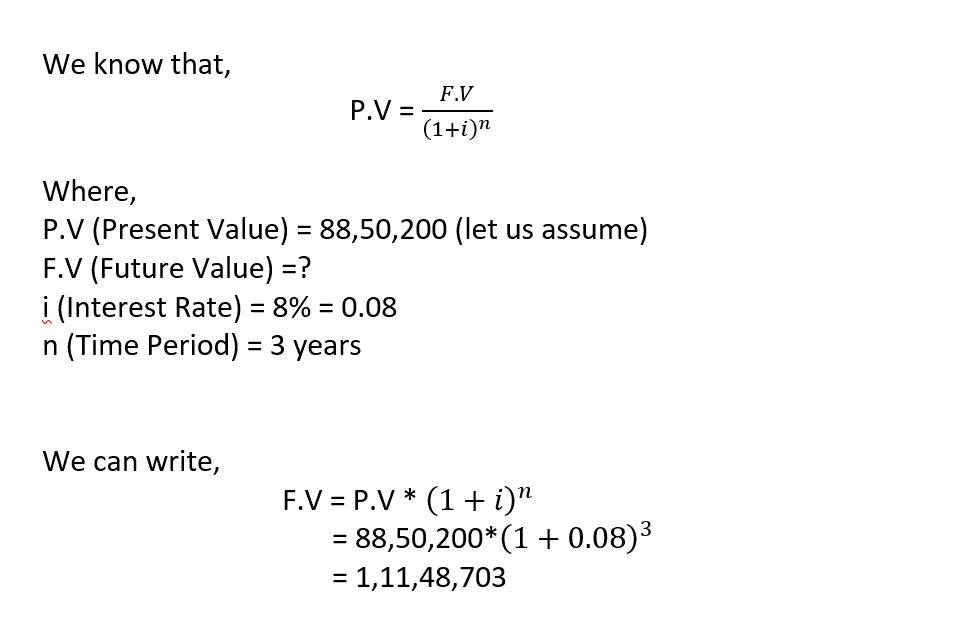 We know that,
P.V = F.V/(1+i)ⁿ
Where,
P.V (Present Value) = 88,50,200 (let us assume)
F.V (Future Value) =?
i (Interest Rate) = 8% = 0.08
n (Time Period) = 3 years
We can write,
F.V = P.V * (1 + i)ⁿ
= 88,50,200*(1 + 0.08)³
= 1,11,48,703